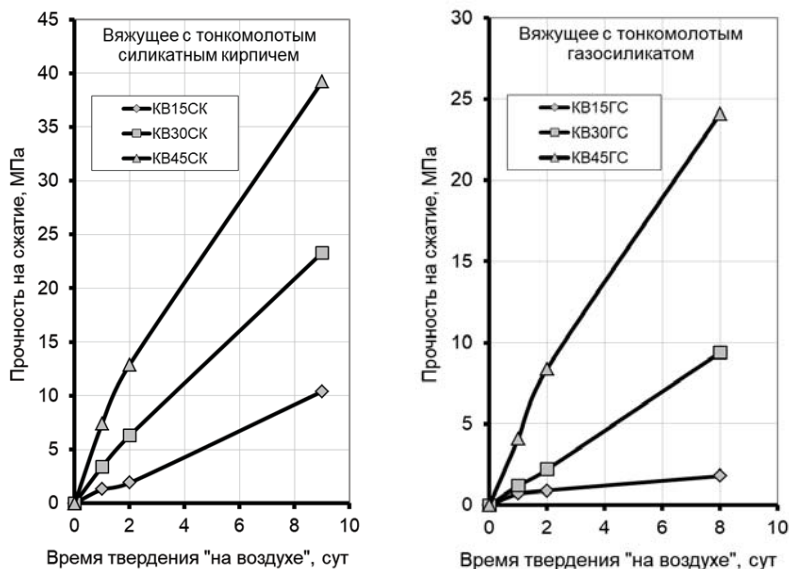 Вяжущее с тонкомолотым
силикатным кирпичем
КВ15СК
КВ30СК
КВ45СК
45
40
35
30
25
20
15
10
5
0
0 2 4 6 8 10
Прочность на сжатие, МПа
Время твердения "на воздухе", сут
Вяжущее с тонкомолотым
газосиликатом
КВ15ГС
КВ30ГС
КВ45ГС
30
25
20
15
10
5
0
0 2 4 6 8 10
Прочность на сжатие, МПа
Время твердения "на воздухе", сут